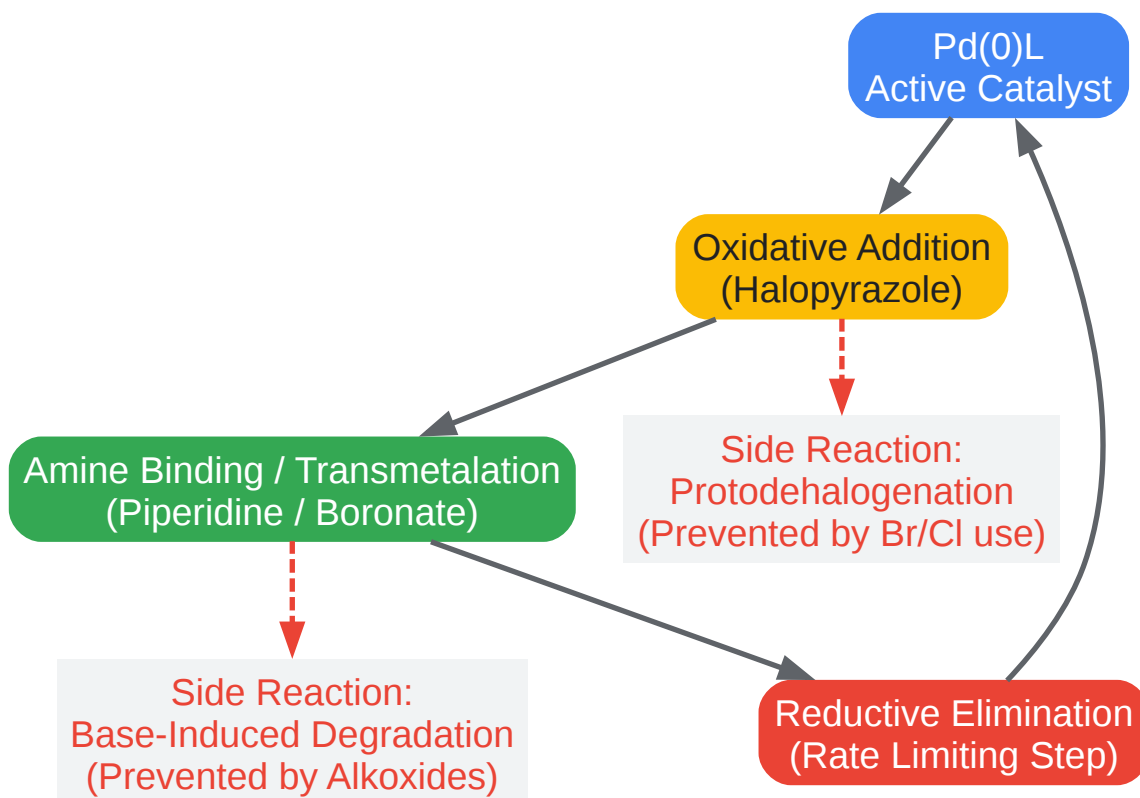 Pd(0)L
Active Catalyst
Oxidative Addition
(Halopyrazole)
Amine Binding / Transmetalation
(Piperidine / Boronate)
Side Reaction:
Protodehalogenation
(Prevented by Br/Cl use)
Side Reaction:
Base-Induced Degradation
(Prevented by Alkoxides)
Reductive Elimination
(Rate Limiting Step)